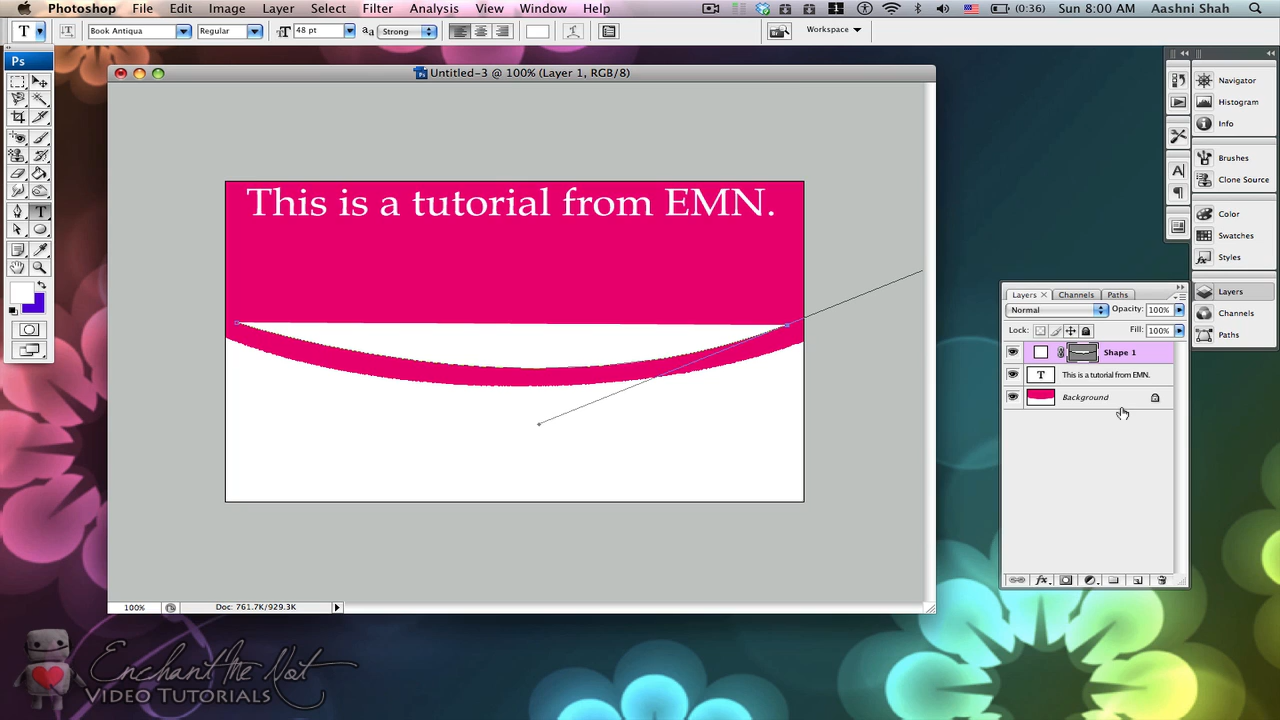 Photoshop File Edit Image Layer Select Filter Analysis View Window Help (0:36) Sun 8:00 AM Aashni Shah
T T Book Antiqua Regular T 48 pt aa Strong Workspace
Ps
Untitled-3 @ 100% (Layer 1, RGB/8)
Navigator
Histogram
Info
Brushes
Clone Source
Color
Swatches
Styles
Layers
Channels
Paths
This is a tutorial from EMN.
Layers × Channels Paths
Normal Opacity: 100%
Lock: Fill: 100%
Shape 1
T This is a tutorial from EMN.
Background
100% Doc: 761.7K/929.3K
Enchant the Not
VIDEO TUTORIALS